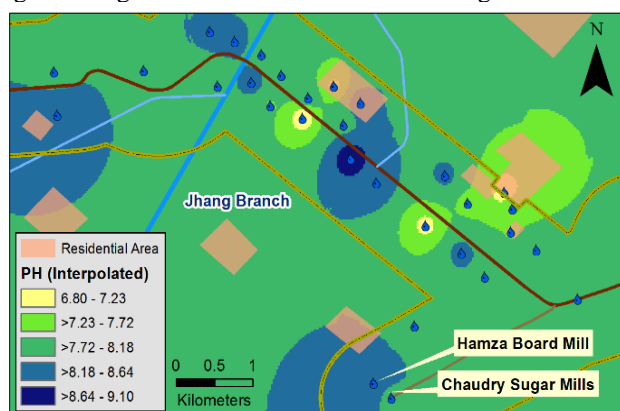 N
Jhang Branch
Residential Area
PH (Interpolated)
6.80 - 7.23
>7.23 - 7.72
>7.72 - 8.18
>8.18 - 8.64
>8.64 - 9.10
0 0.5 1
Kilometers
Hamza Board Mill
Chaudry Sugar Mills